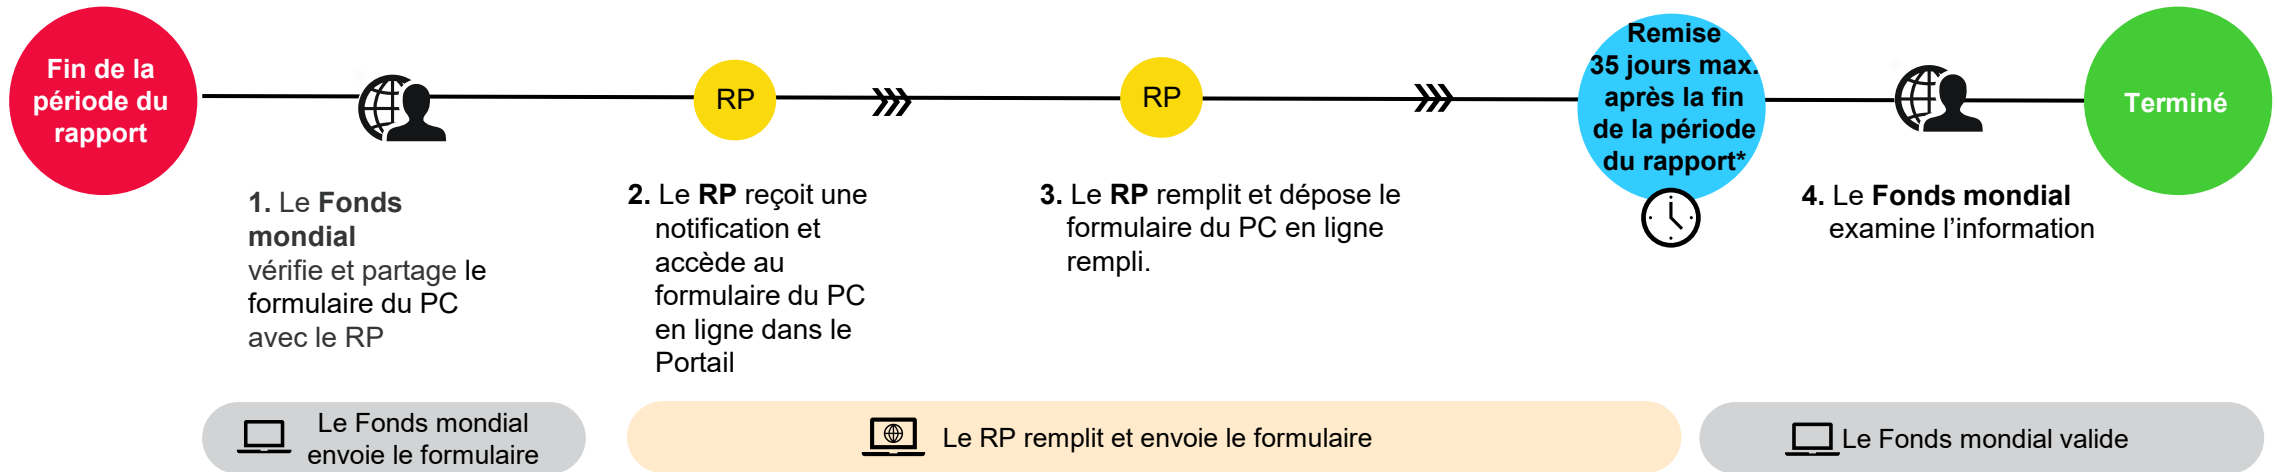 Fin de la
période du
rapport
RP
RP
Remise
35 jours max.
après la fin
de la période
du rapport*
Terminé
1. Le Fonds
mondial
vérifie et partage le
formulaire du PC
avec le RP
2. Le RP reçoit une
notification et
accède au
formulaire du PC
en ligne dans le
Portail
3. Le RP remplit et dépose le
formulaire du PC en ligne
rempli.
4. Le Fonds mondial
examine l’information
Le Fonds mondial
envoie le formulaire
Le RP remplit et envoie le formulaire
Le Fonds mondial valide